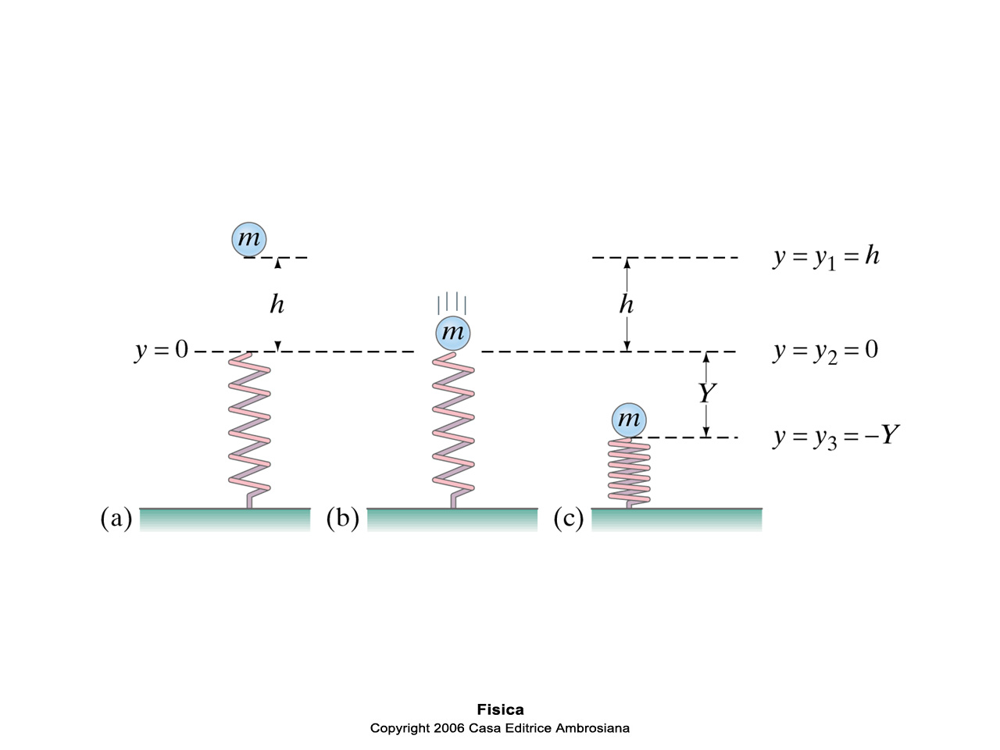 m
h
y = 0
(a)
m
(b)
h
Y
m
(c)
y = y₁ = h
y = y₂ = 0
y = y₃ = −Y
Fisica
Copyright 2006 Casa Editrice Ambrosiana